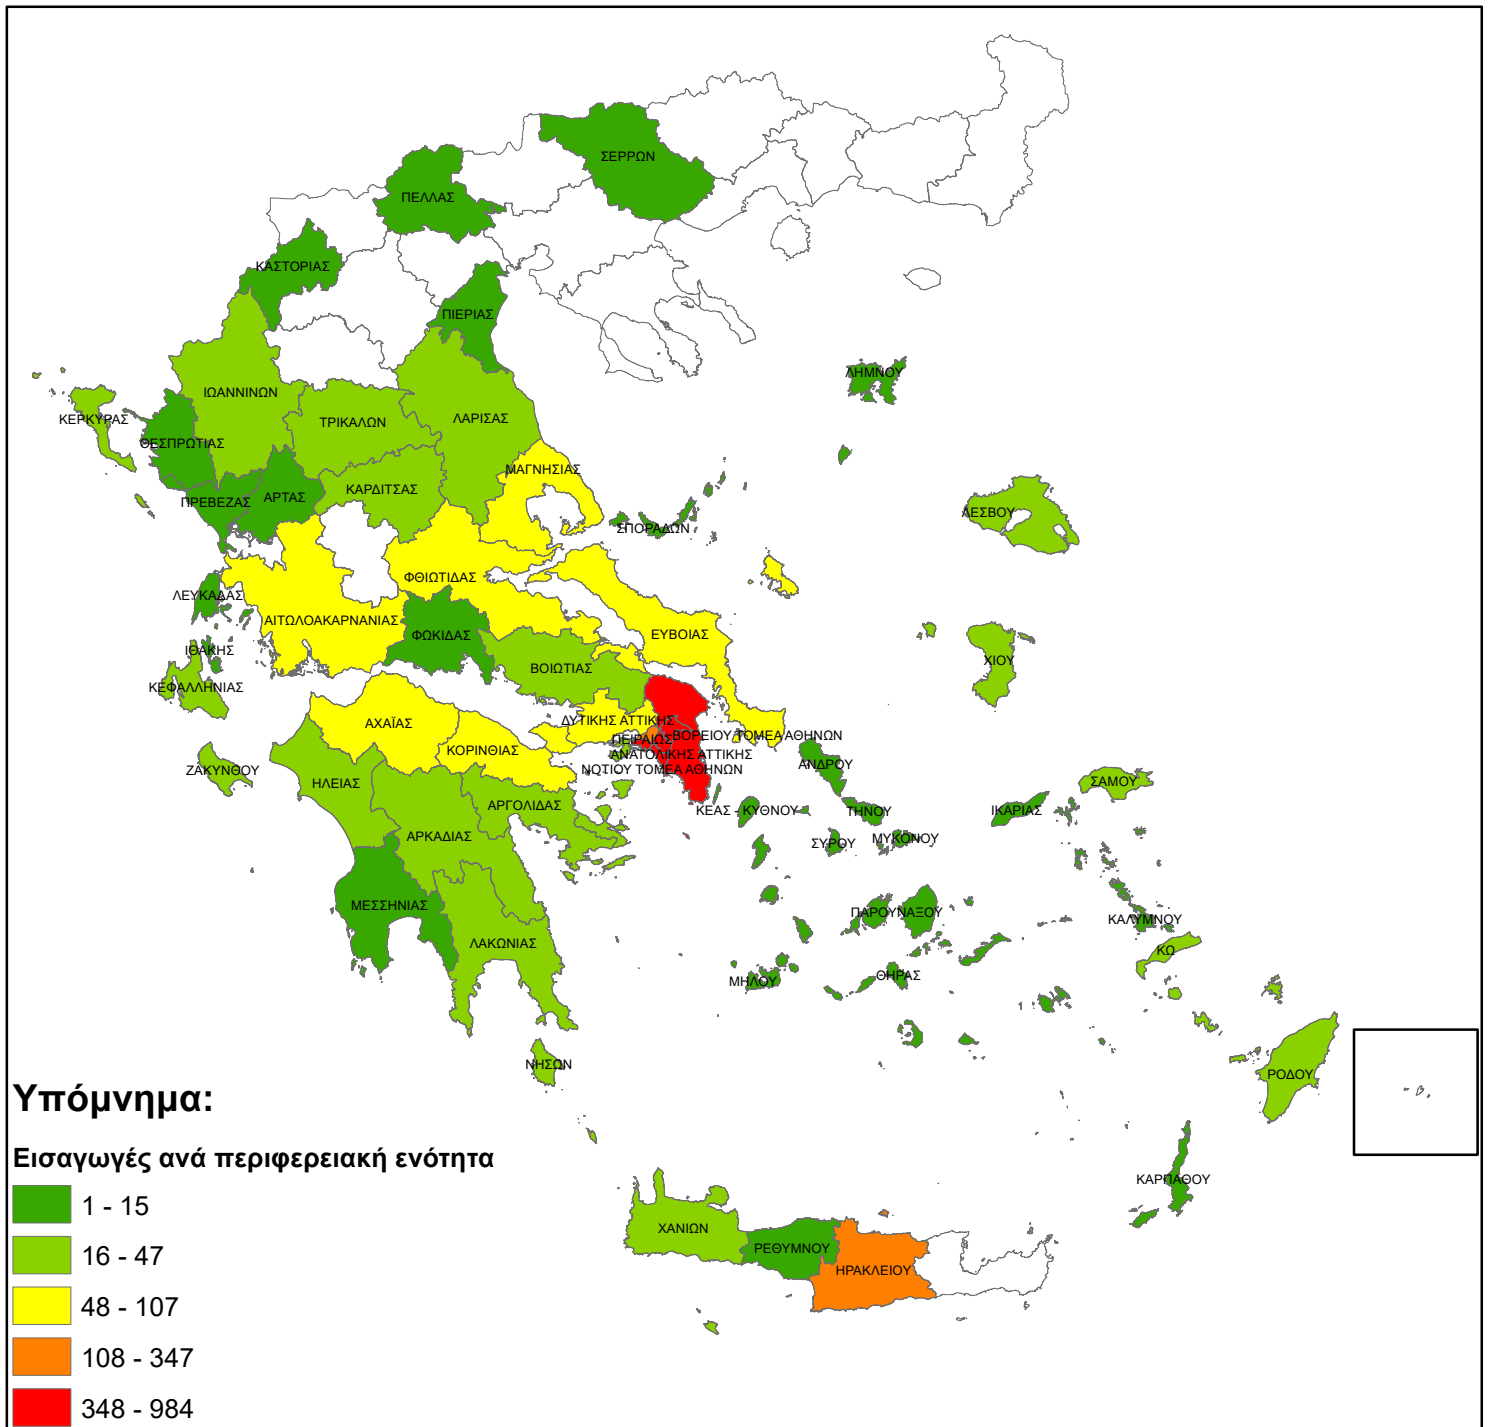 ΣΕΡΡΩΝ
ΠΕΛΛΑΣ
ΚΑΣΤΟΡΙΑΣ
ΠΙΕΡΙΑΣ
ΛΗΜΝΟΥ
ΙΩΑΝΝΙΝΩΝ
ΚΕΡΚΥΡΑΣ
ΤΡΙΚΑΛΩΝ
ΛΑΡΙΣΑΣ
ΘΕΣΠΡΩΤΙΑΣ
ΜΑΓΝΗΣΙΑΣ
ΚΑΡΔΙΤΣΑΣ
ΠΡΕΒΕΖΑΣ
ΑΡΤΑΣ
ΛΕΣΒΟΥ
ΣΠΟΡΑΔΩΝ
ΦΘΙΩΤΙΔΑΣ
ΛΕΥΚΑΔΑΣ
ΑΙΤΩΛΟΑΚΑΡΝΑΝΙΑΣ
ΦΩΚΙΔΑΣ
ΕΥΒΟΙΑΣ
ΙΘΑΚΗΣ
ΧΙΟΥ
ΒΟΙΩΤΙΑΣ
ΚΕΦΑΛΛΗΝΙΑΣ
ΑΧΑΪΑΣ
ΔΥΤΙΚΗΣ ΑΤΤΙΚΗΣ
ΠΕΙΡΑΙΩΣ
ΒΟΡΕΙΟΥ ΤΟΜΕΑ ΑΘΗΝΩΝ
ΚΟΡΙΝΘΙΑΣ
ΑΝΑΤΟΛΙΚΗΣ ΑΤΤΙΚΗΣ
ΑΝΔΡΟΥ
ΖΑΚΥΝΘΟΥ
ΝΟΤΙΟΥ ΤΟΜΕΑ ΑΘΗΝΩΝ
ΗΛΕΙΑΣ
ΣΑΜΟΥ
ΑΡΓΟΛΙΔΑΣ
ΚΕΑΣ - ΚΥΘΝΟΥ
ΤΗΝΟΥ
ΙΚΑΡΙΑΣ
ΑΡΚΑΔΙΑΣ
ΣΥΡΟΥ
ΜΥΚΟΝΟΥ
ΜΕΣΣΗΝΙΑΣ
ΠΑΡΟΥ
ΝΑΞΟΥ
ΚΑΛΥΜΝΟΥ
ΛΑΚΩΝΙΑΣ
ΚΩ
ΜΗΛΟΥ
ΘΗΡΑΣ
ΝΗΣΩΝ
ΡΟΔΟΥ
ΚΑΡΠΑΘΟΥ
ΧΑΝΙΩΝ
ΡΕΘΥΜΝΟΥ
ΗΡΑΚΛΕΙΟΥ
Υπόμνημα:
Εισαγωγές ανά περιφερειακή ενότητα
1 - 15
16 - 47
48 - 107
108 - 347
348 - 984